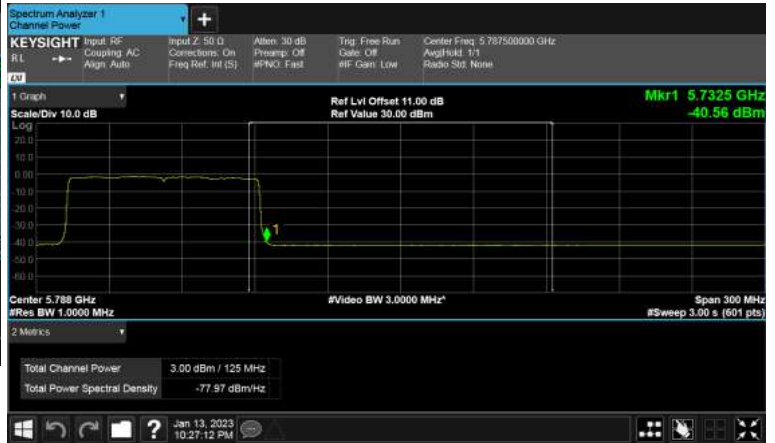 Spectrum Analyzer 1
Channel Power
+
KEYSIGHT
RL
Input: RF
Coupling: AC
Align: Auto
Input Z: 50 Ω
Corrections: On
Freq Ref: Int (S)
Atten: 30 dB
Preamp: Off
#PNO: Fast
Trig: Free Run
Gate: Off
#IF Gain: Low
Center Freq: 5.787500000 GHz
Avg|Hold: 1/1
Radio Std: None
LXI
1 Graph
Scale/Div 10.0 dB
Ref Lvl Offset 11.00 dB
Ref Value 30.00 dBm
Mkr1 5.7325 GHz
-40.56 dBm
Log
20.0
10.0
0.00
-10.0
-20.0
-30.0
-40.0
-50.0
-60.0
1
Center 5.788 GHz
#Res BW 1.0000 MHz
#Video BW 3.0000 MHz*
Span 300 MHz
#Sweep 3.00 s (601 pts)
2 Metrics
Total Channel Power 3.00 dBm / 125 MHz
Total Power Spectral Density -77.97 dBm/Hz
?
Jan 13, 2023
10:27:12 PM